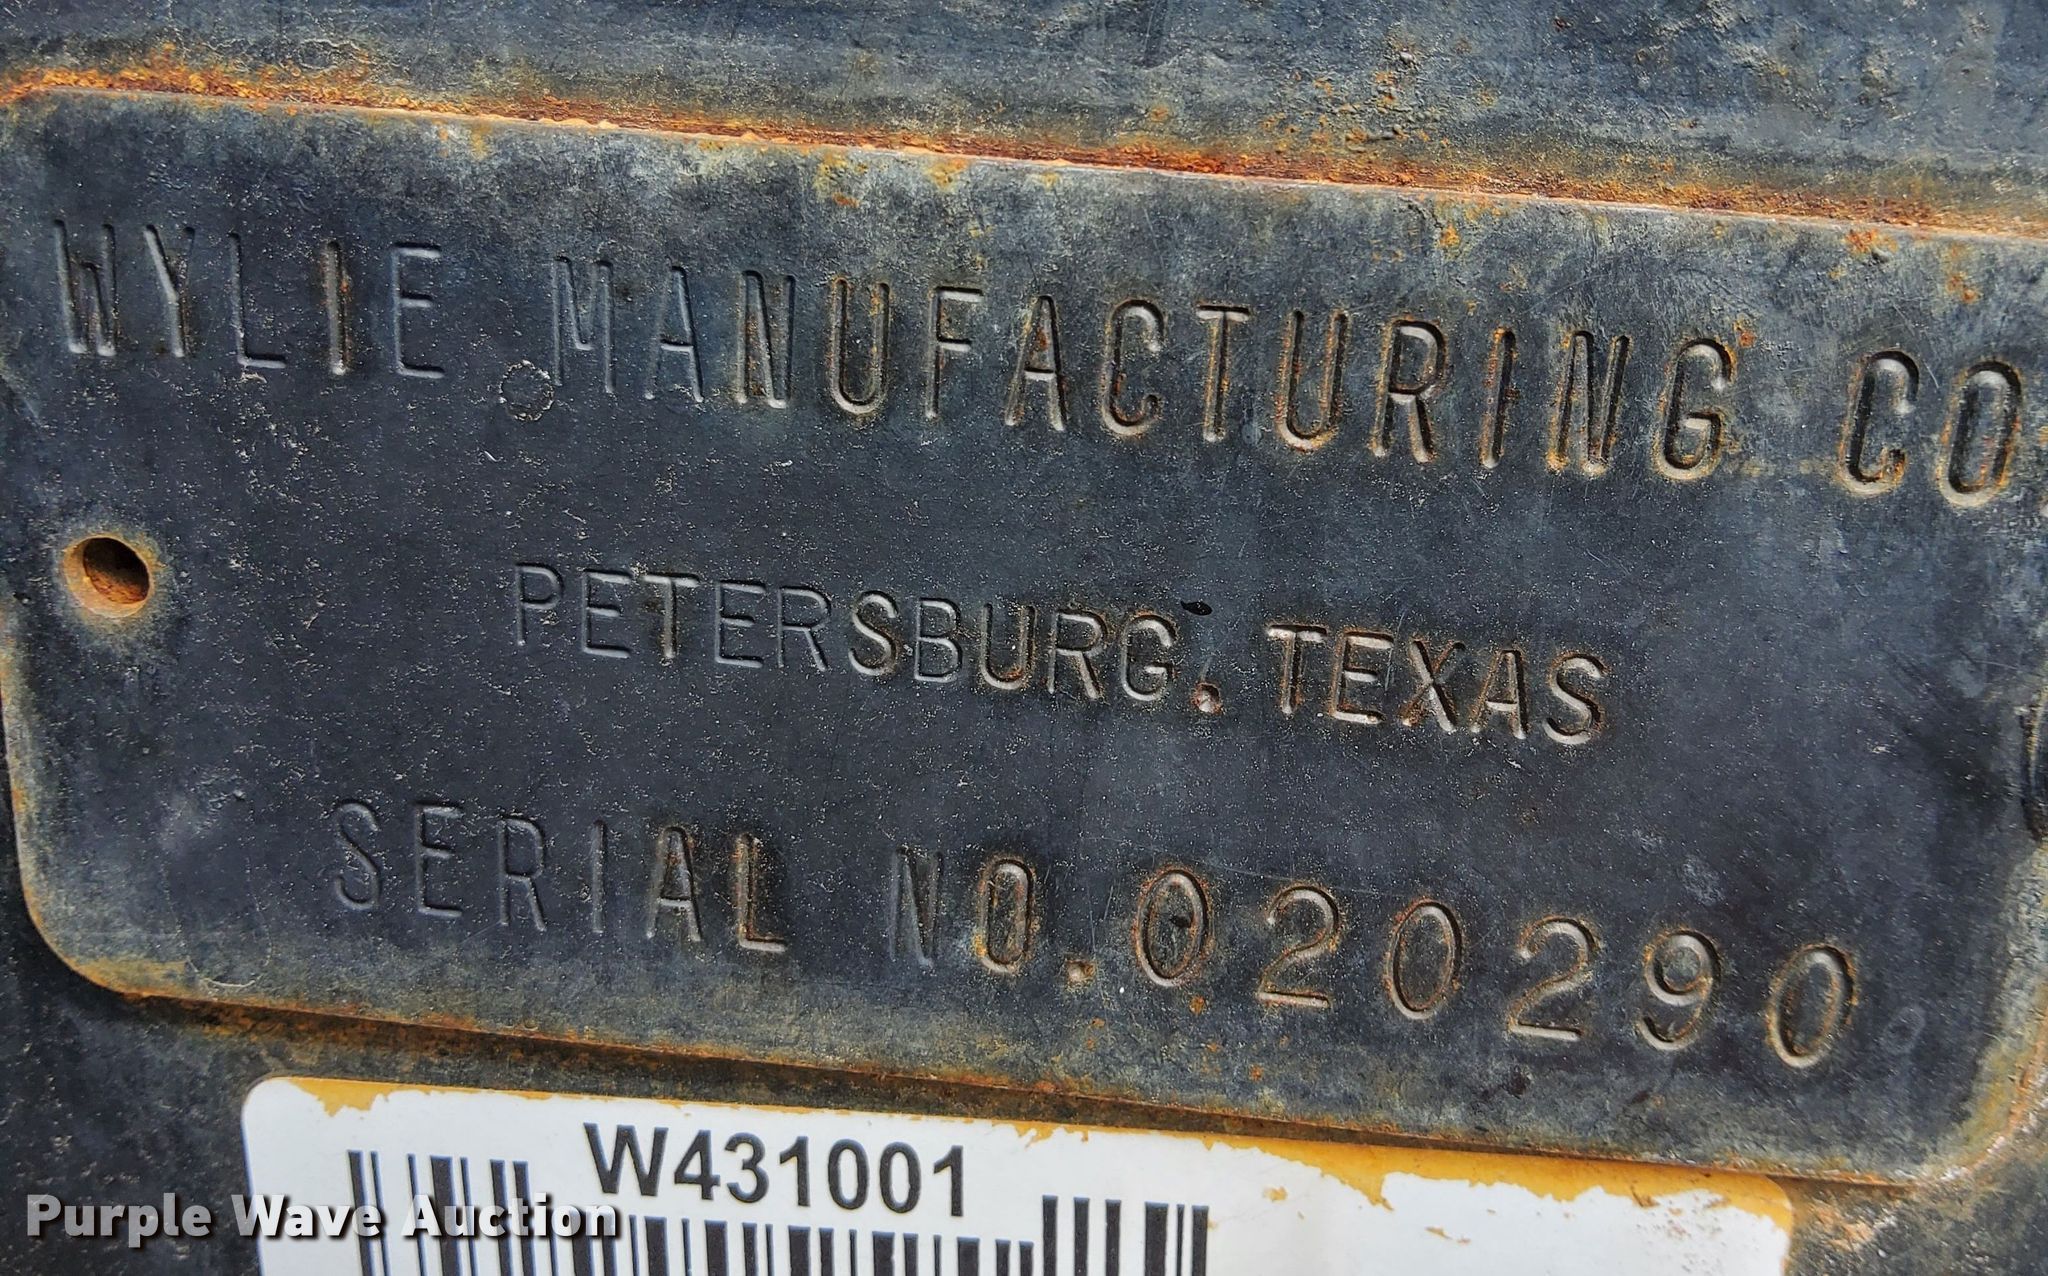 WYLIE MANUFACTURING CO.
PETERSBURG, TEXAS
SERIAL NO. 020290
W431001
Purple Wave Auction